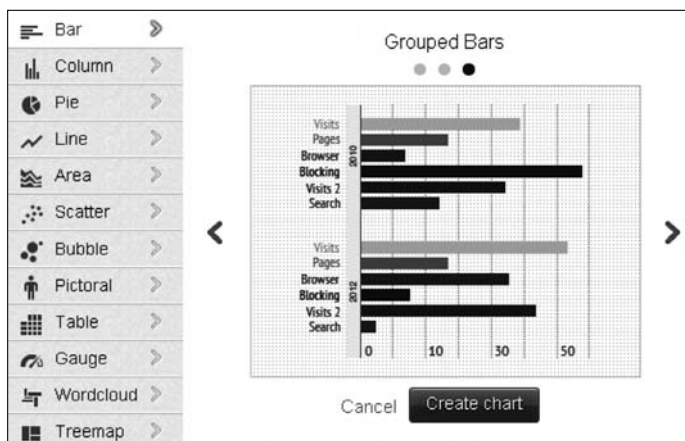 Bar
Column
Pie
Line
Area
Scatter
Bubble
Pictoral
Table
Gauge
Wordcloud
Treemap
Grouped Bars
2010
Visits
Pages
Browser
Blocking
Visits 2
Search
2012
Visits
Pages
Browser
Blocking
Visits 2
Search
0 10 30 50
Cancel Create chart